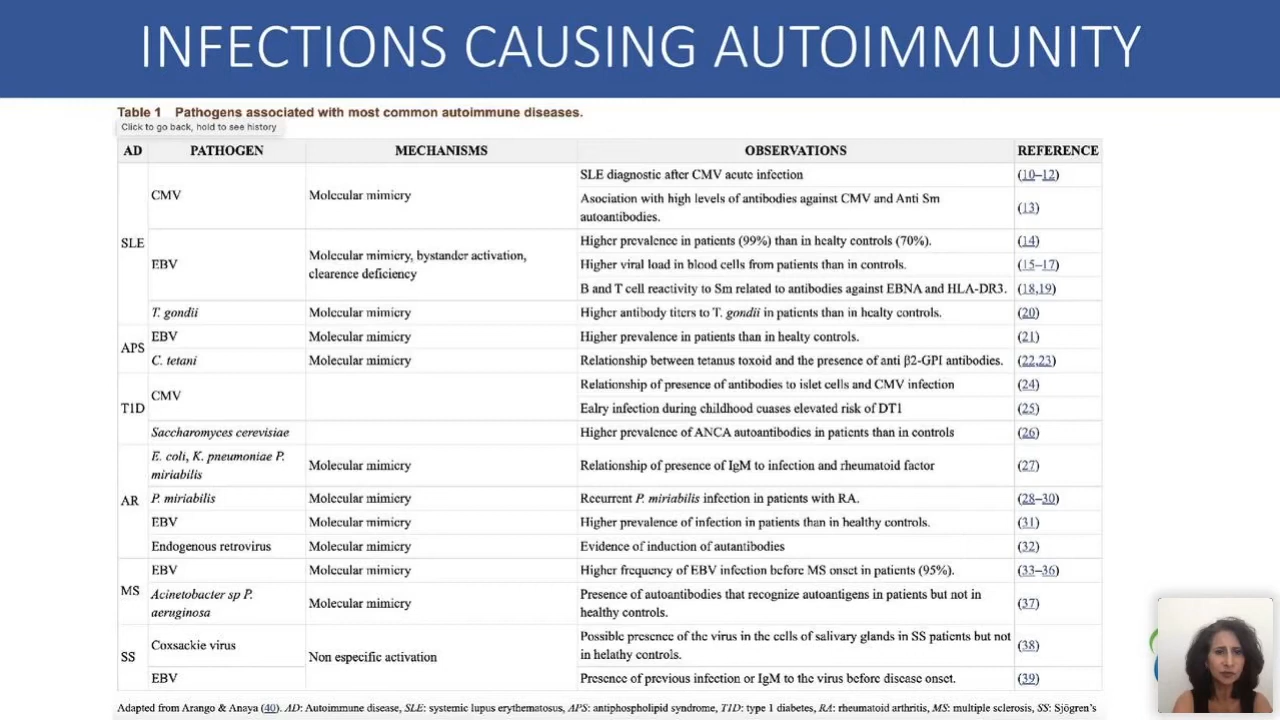 INFECTIONS CAUSING AUTOIMMUNITY
Table 1 Pathogens associated with most common autoimmune diseases.
Click to go back, hold to see history
AD PATHOGEN MECHANISMS OBSERVATIONS REFERENCE
SLE
CMV
Molecular mimicry
SLE diagnostic after CMV acute infection
(10–12)
Asociation with high levels of antibodies against CMV and Anti Sm
autoantibodies.
(13)
EBV
Molecular mimicry, bystander activation,
clearence deficiency
Higher prevalence in patients (99%) than in healty controls (70%).
(14)
Higher viral load in blood cells from patients than in controls.
(15–17)
B and T cell reactivity to Sm related to antibodies against EBNA and HLA-DR3.
(18,19)
T. gondii
Molecular mimicry
Higher antibody titers to T. gondii in patients than in healty controls.
(20)
APS
EBV
Molecular mimicry
Higher prevalence in patients than in healty controls.
(21)
C. tetani
Molecular mimicry
Relationship between tetanus toxoid and the presence of anti β2-GPI antibodies.
(22,23)
T1D
CMV
Relationship of presence of antibodies to islet cells and CMV infection
(24)
Ealry infection during childhood cuases elevated risk of DT1
(25)
Saccharomyces cerevisiae
Higher prevalence of ANCA autoantibodies in patients than in controls
(26)
AR
E. coli, K. pneumoniae P.
miriabilis
Molecular mimicry
Relationship of presence of IgM to infection and rheumatoid factor
(27)
P. miriabilis
Molecular mimicry
Recurrent P. miriabilis infection in patients with RA.
(28–30)
EBV
Molecular mimicry
Higher prevalence of infection in patients than in healthy controls.
(31)
Endogenous retrovirus
Molecular mimicry
Evidence of induction of autantibodies
(32)
MS
EBV
Molecular mimicry
Higher frequency of EBV infection before MS onset in patients (95%).
(33–36)
Acinetobacter sp P.
aeruginosa
Molecular mimicry
Presence of autoantibodies that recognize autoantigens in patients but not in
healthy controls.
(37)
SS
Coxsackie virus
Non especific activation
Possible presence of the virus in the cells of salivary glands in SS patients but not
in helathy controls.
(38)
EBV
Presence of previous infection or IgM to the virus before disease onset.
(39)
Adapted from Arango & Anaya (40). AD: Autoimmune disease, SLE: systemic lupus erythematosus, APS: antiphospholipid syndrome, T1D: type 1 diabetes, RA: rheumatoid arthritis, MS: multiple sclerosis, SS: Sjögren's